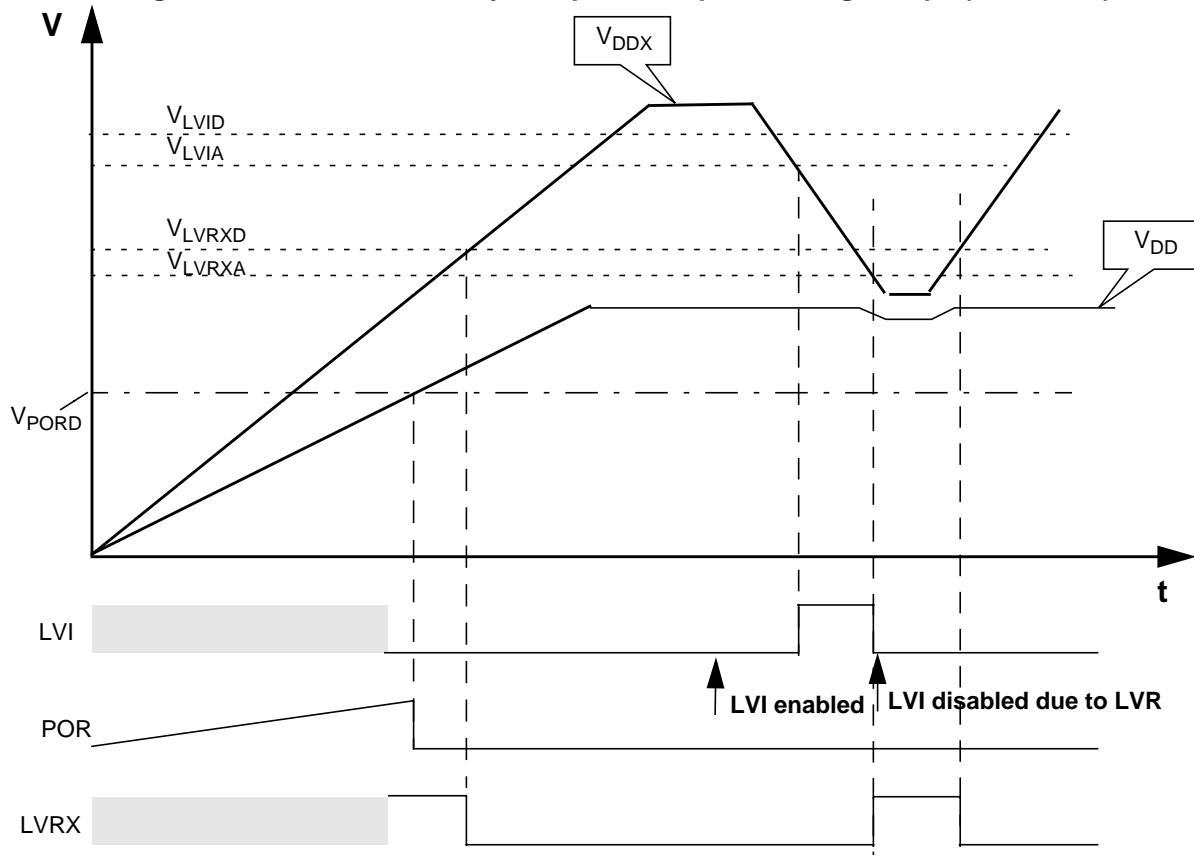 V
VDDX
VLVID
VLVIA
VLVRXD
VLVRXA
VDD
VPORD
t
LVI
LVI enabled
LVI disabled due to LVR
POR
LVRX